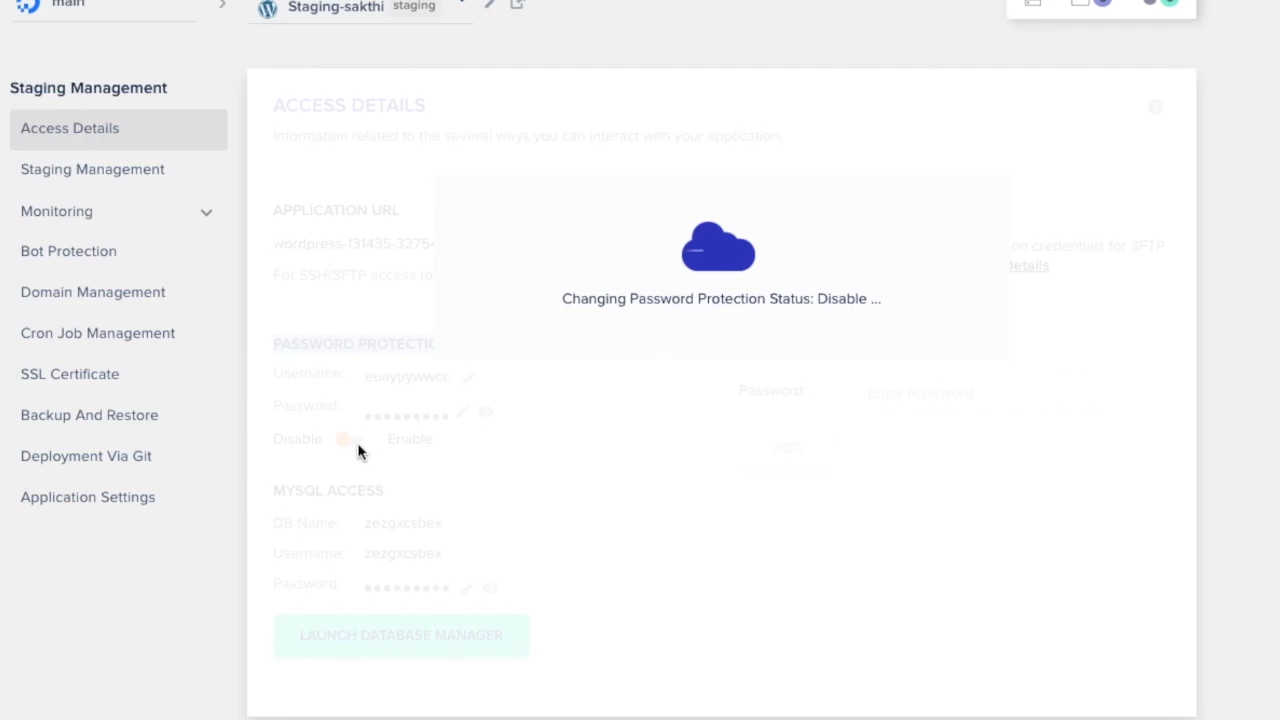 main
Staging-sakthi staging
Staging Management
Access Details
Staging Management
Monitoring
Bot Protection
Domain Management
Cron Job Management
SSL Certificate
Backup And Restore
Deployment Via Git
Application Settings
ACCESS DETAILS
Information related to the several ways you can interact with your application.
APPLICATION URL
wordpress-131435-32754
on credentials for SFTP
For SSH/SFTP access to
Details
Changing Password Protection Status: Disable ...
PASSWORD PROTECTIO
Username: euayuywwcc
Password:
Disable Enable
Password Enter Password
ADD
MYSQL ACCESS
DB Name: zezgxcsbex
Username: zezgxcsbex
Password:
LAUNCH DATABASE MANAGER